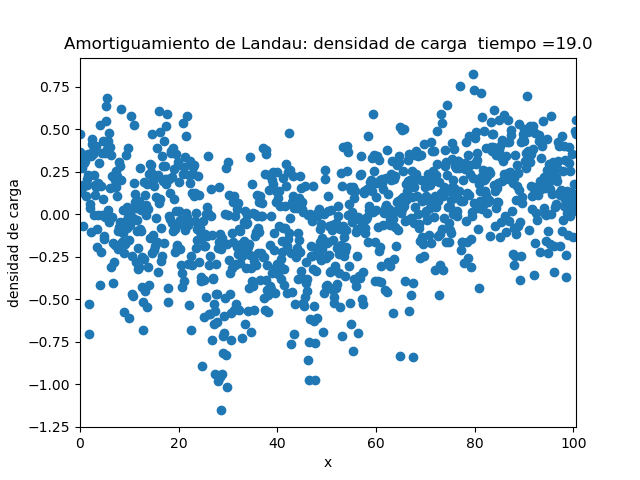 Amortiguamiento de Landau: densidad de carga  tiempo =19.0
densidad de carga
0.75
0.50
0.25
0.00
−0.25
−0.50
−0.75
−1.00
−1.25
0 20 40 60 80 100
x